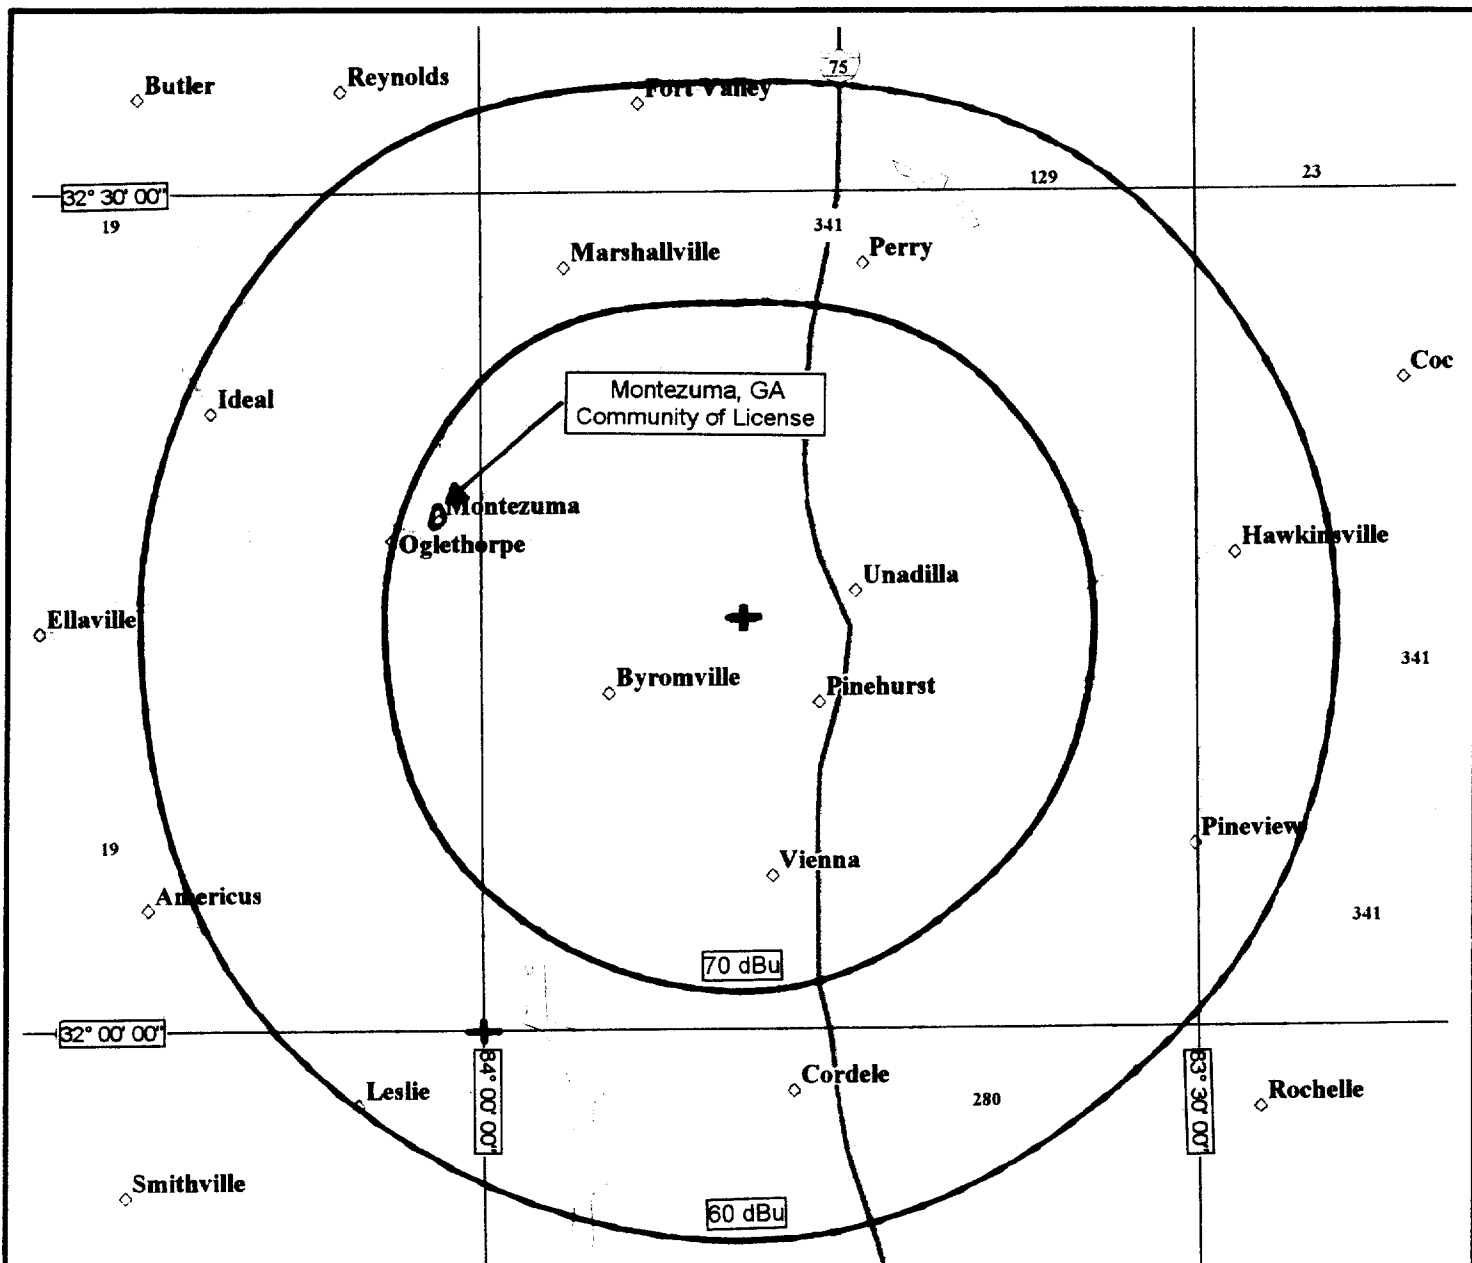 75
Butler
Reynolds
Fort Valley
32° 30' 00"
129
23
19
341
Marshallville
Perry
Coc
Ideal
Montezuma, GA
Community of License
Montezuma
Oglethorpe
Hawkinsville
Unadilla
Ellaville
341
Byromville
Pinehurst
Pineview
19
Vienna
Americus
341
70 dBu
32° 00' 00"
84° 00' 00"
83° 30' 00"
Cordele
Leslie
280
Rochelle
Smithville
60 dBu